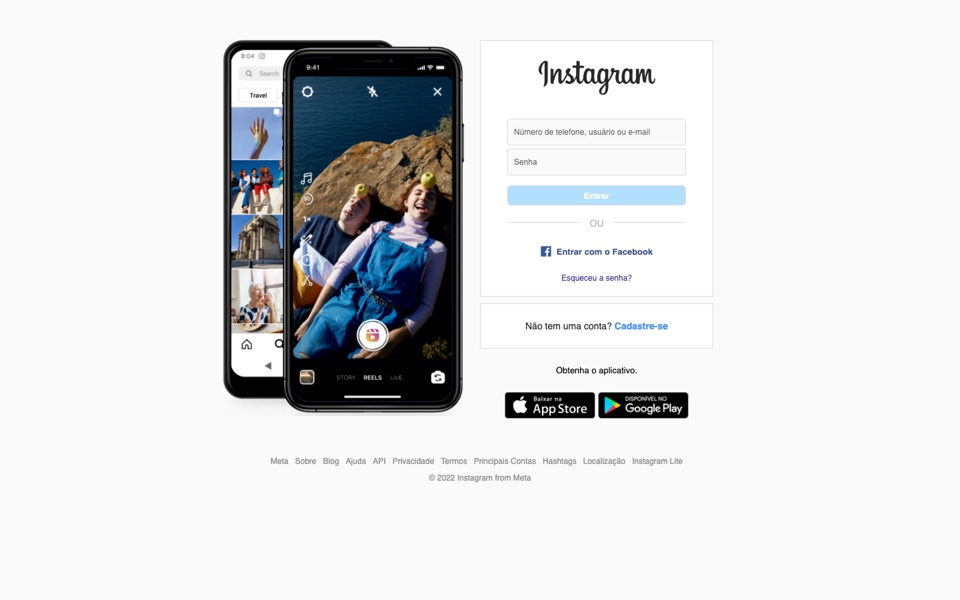 8:04
Search
Travel
9:41
1×
STORY REELS LIVE
Instagram
Número de telefone, usuário ou e-mail
Senha
Entrar
OU
Entrar com o Facebook
Esqueceu a senha?
Não tem uma conta? Cadastre-se
Obtenha o aplicativo.
Baixar na
App Store
DISPONÍVEL NO
Google Play
Meta Sobre Blog Ajuda API Privacidade Termos Principais Contas Hashtags Localização Instagram Lite
© 2022 Instagram from Meta